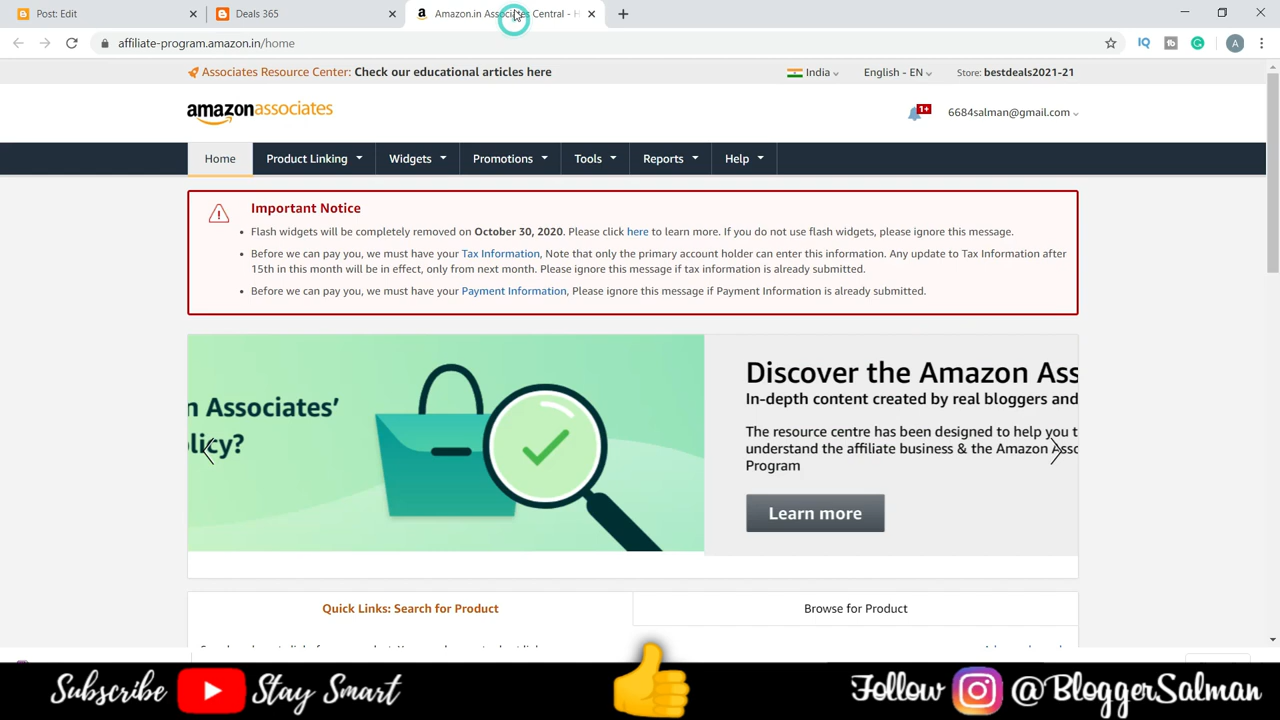 Post: Edit
Deals 365
Amazon.in Associates Central - H
affiliate-program.amazon.in/home
Associates Resource Center: Check our educational articles here
India
English - EN
Store: bestdeals2021-21
amazonassociates
1+
6684salman@gmail.com
Home
Product Linking
Widgets
Promotions
Tools
Reports
Help
Important Notice
Flash widgets will be completely removed on October 30, 2020. Please click here to learn more. If you do not use flash widgets, please ignore this message.
Before we can pay you, we must have your Tax Information, Note that only the primary account holder can enter this information. Any update to Tax Information after
15th in this month will be in effect, only from next month. Please ignore this message if tax information is already submitted.
Before we can pay you, we must have your Payment Information, Please ignore this message if Payment Information is already submitted.
n Associates’
licy?
Discover the Amazon Ass
In-depth content created by real bloggers and
The resource centre has been designed to help you t
understand the affiliate business & the Amazon Asso
Program
Learn more
Quick Links: Search for Product
Browse for Product
Subscribe
Stay Smart
Follow
@BloggerSalman